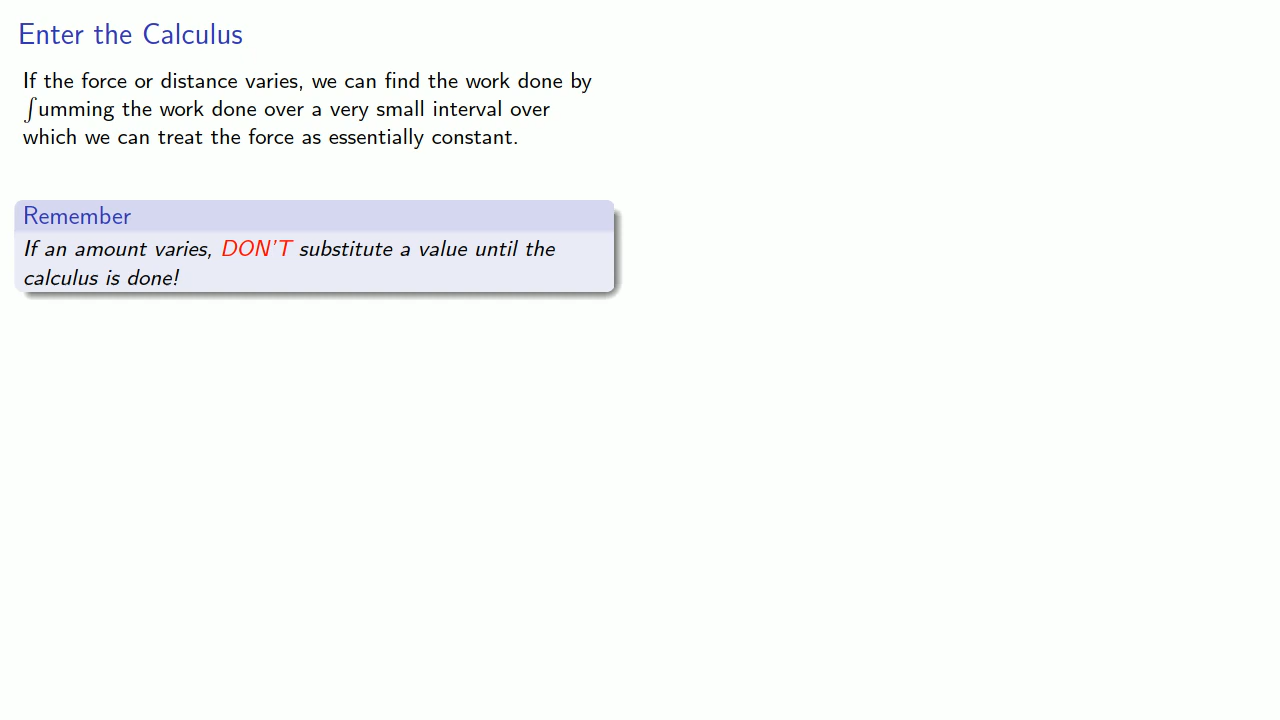 Enter the Calculus
If the force or distance varies, we can find the work done by
∫umming the work done over a very small interval over
which we can treat the force as essentially constant.
Remember
If an amount varies, DON'T substitute a value until the
calculus is done!